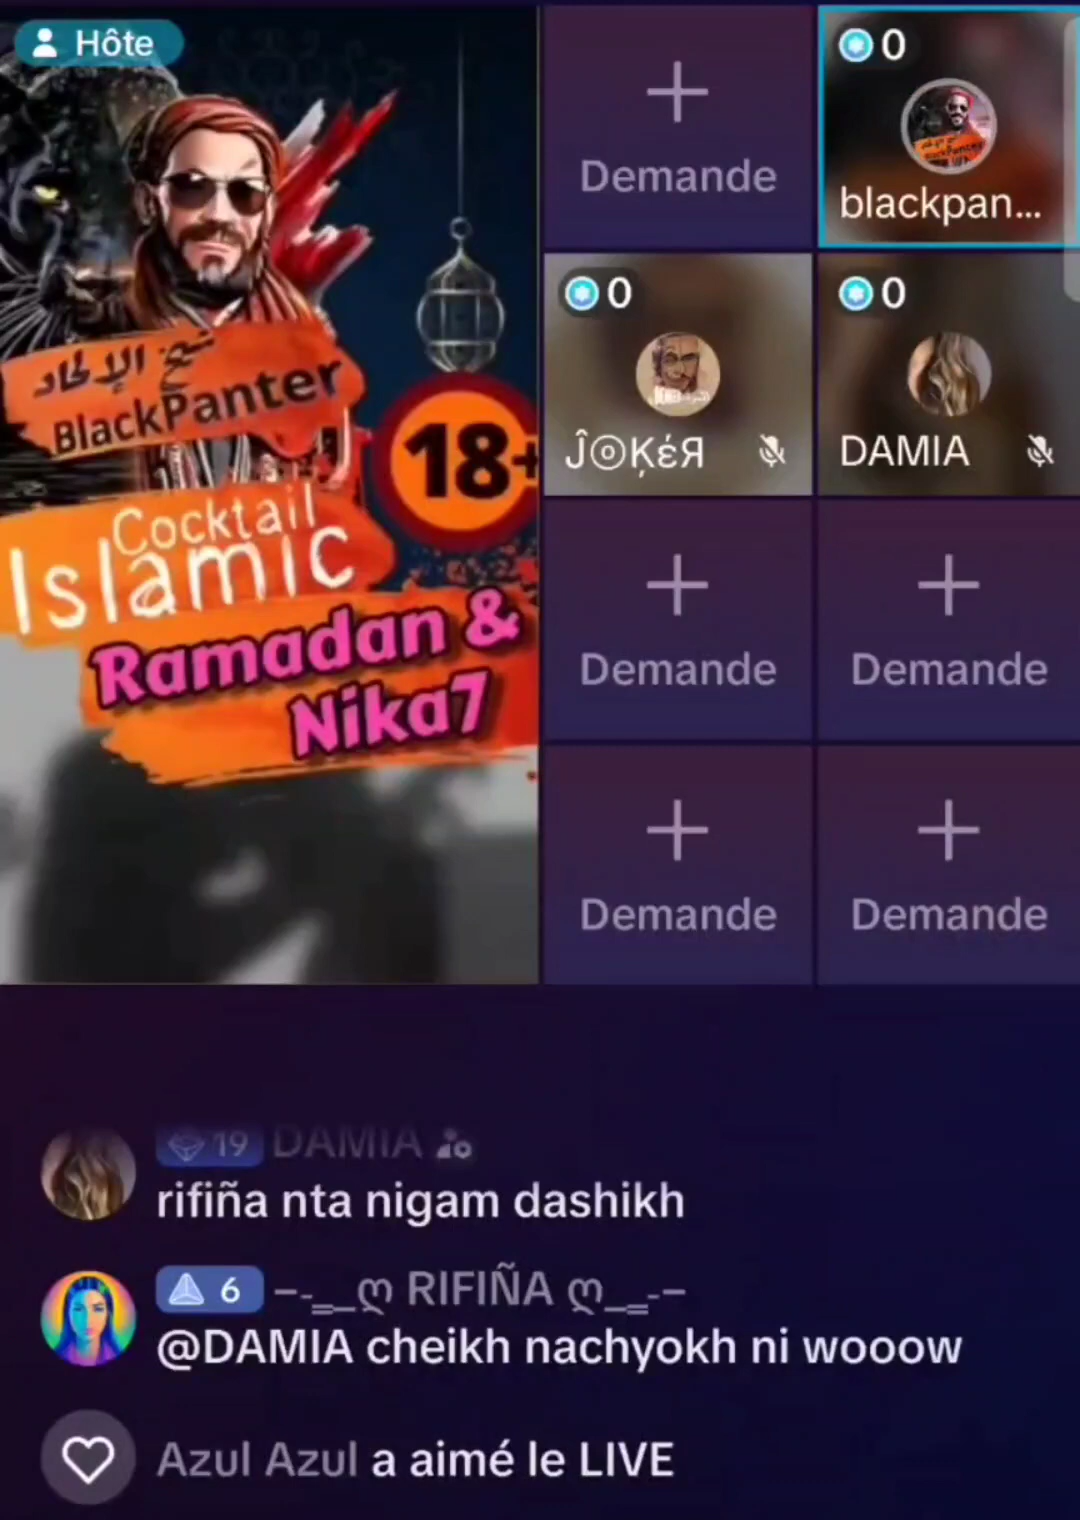 Hôte
شيخ الإلحاد
BlackPanter
18+
Cocktail
Islamic
Ramadan &
Nika7
Demande
0
blackpan...
0
ĴⓄĶέЯ
0
DAMIA
Demande
Demande
Demande
Demande
19 DAMIA
rifiña nta nigam dashikh
6 –-‗_ღ RIFIÑA ღ_‗-–
@DAMIA cheikh nachyokh ni wooow
Azul Azul a aimé le LIVE